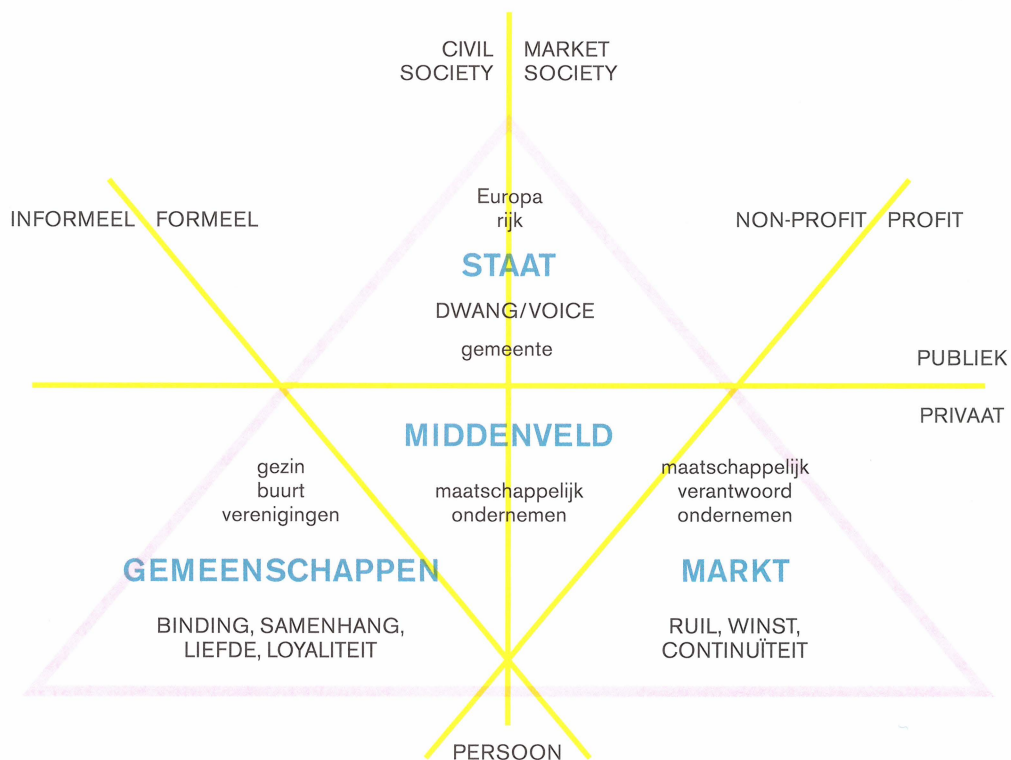 CIVIL
SOCIETY
MARKET
SOCIETY
INFORMEEL
FORMEEL
Europa
rijk
NON-PROFIT
PROFIT
STAAT
DWANG/VOICE
gemeente
PUBLIEK
PRIVAAT
MIDDENVELD
gezin
buurt
verenigingen
maatschappelijk
ondernemen
maatschappelijk
verantwoord
ondernemen
GEMEENSCHAPPEN
MARKT
BINDING, SAMENHANG,
LIEFDE, LOYALITEIT
RUIL, WINST,
CONTINUÏTEIT
PERSOON